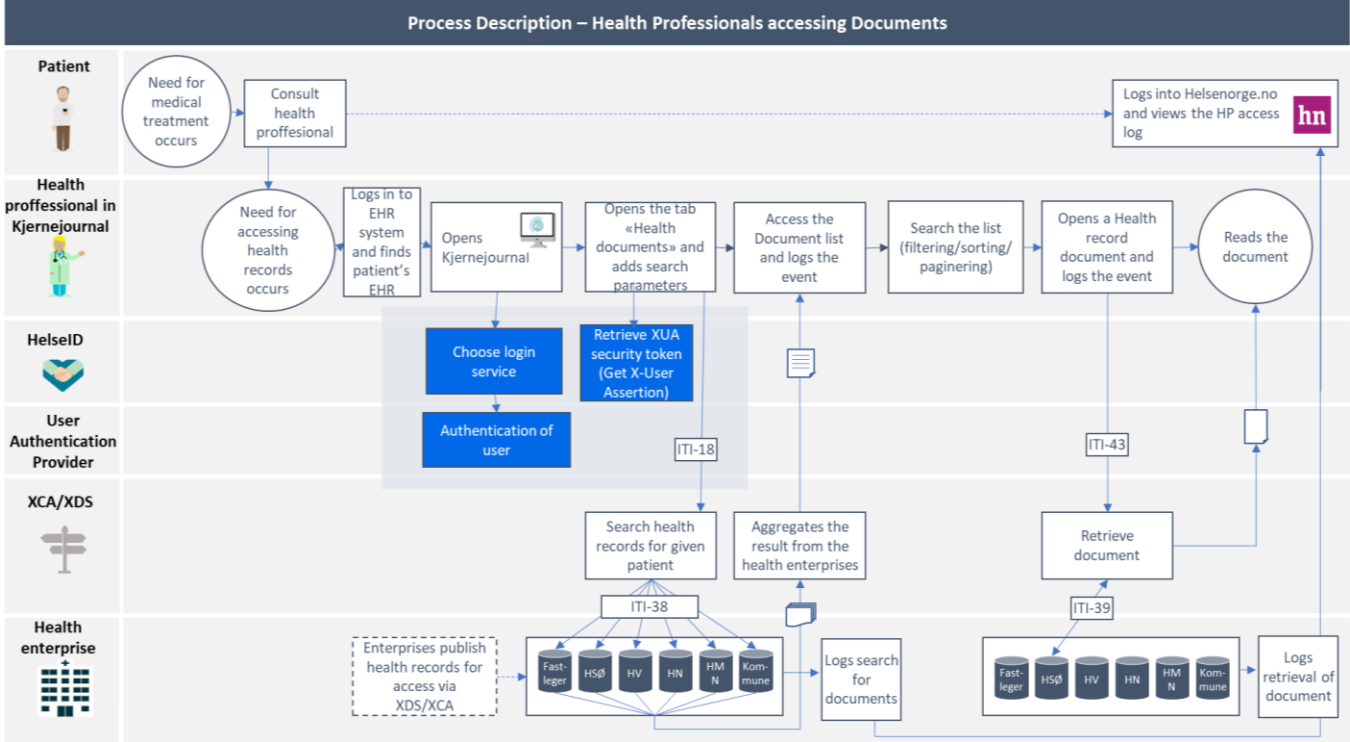 Process Description – Health Professionals accessing Documents
Patient
Need for
medical
treatment
occurs
Consult
health
proffesional
Logs into Helsenorge.no
and views the HP access
log
hn
Health
proffessional in
Kjernejournal
Need for
accessing
health
records
occurs
Logs in to
EHR
system
and finds
patient's
EHR
Opens
Kjernejournal
Opens the tab
«Health
documents» and
adds search
parameters
Access the
Document list
and logs the
event
Search the list
(filtering/sorting/
paginering)
Opens a Health
record
document and
logs the event
Reads the
document
HelseID
Choose login
service
Retrieve XUA
security token
(Get X-User
Assertion)
User
Authentication
Provider
Authentication of
user
ITI-18
ITI-43
XCA/XDS
Search health
records for given
patient
Aggregates the
result from the
health enterprises
Retrieve
document
ITI-38
ITI-39
Health
enterprise
Enterprises publish
health records for
access via
XDS/XCA
Fast-
leger
HSØ
HV
HN
HM
N
Kom-
mune
Logs search
for
documents
Fast-
leger
HSØ
HV
HN
HM
N
Kom-
mune
Logs
retrieval of
document